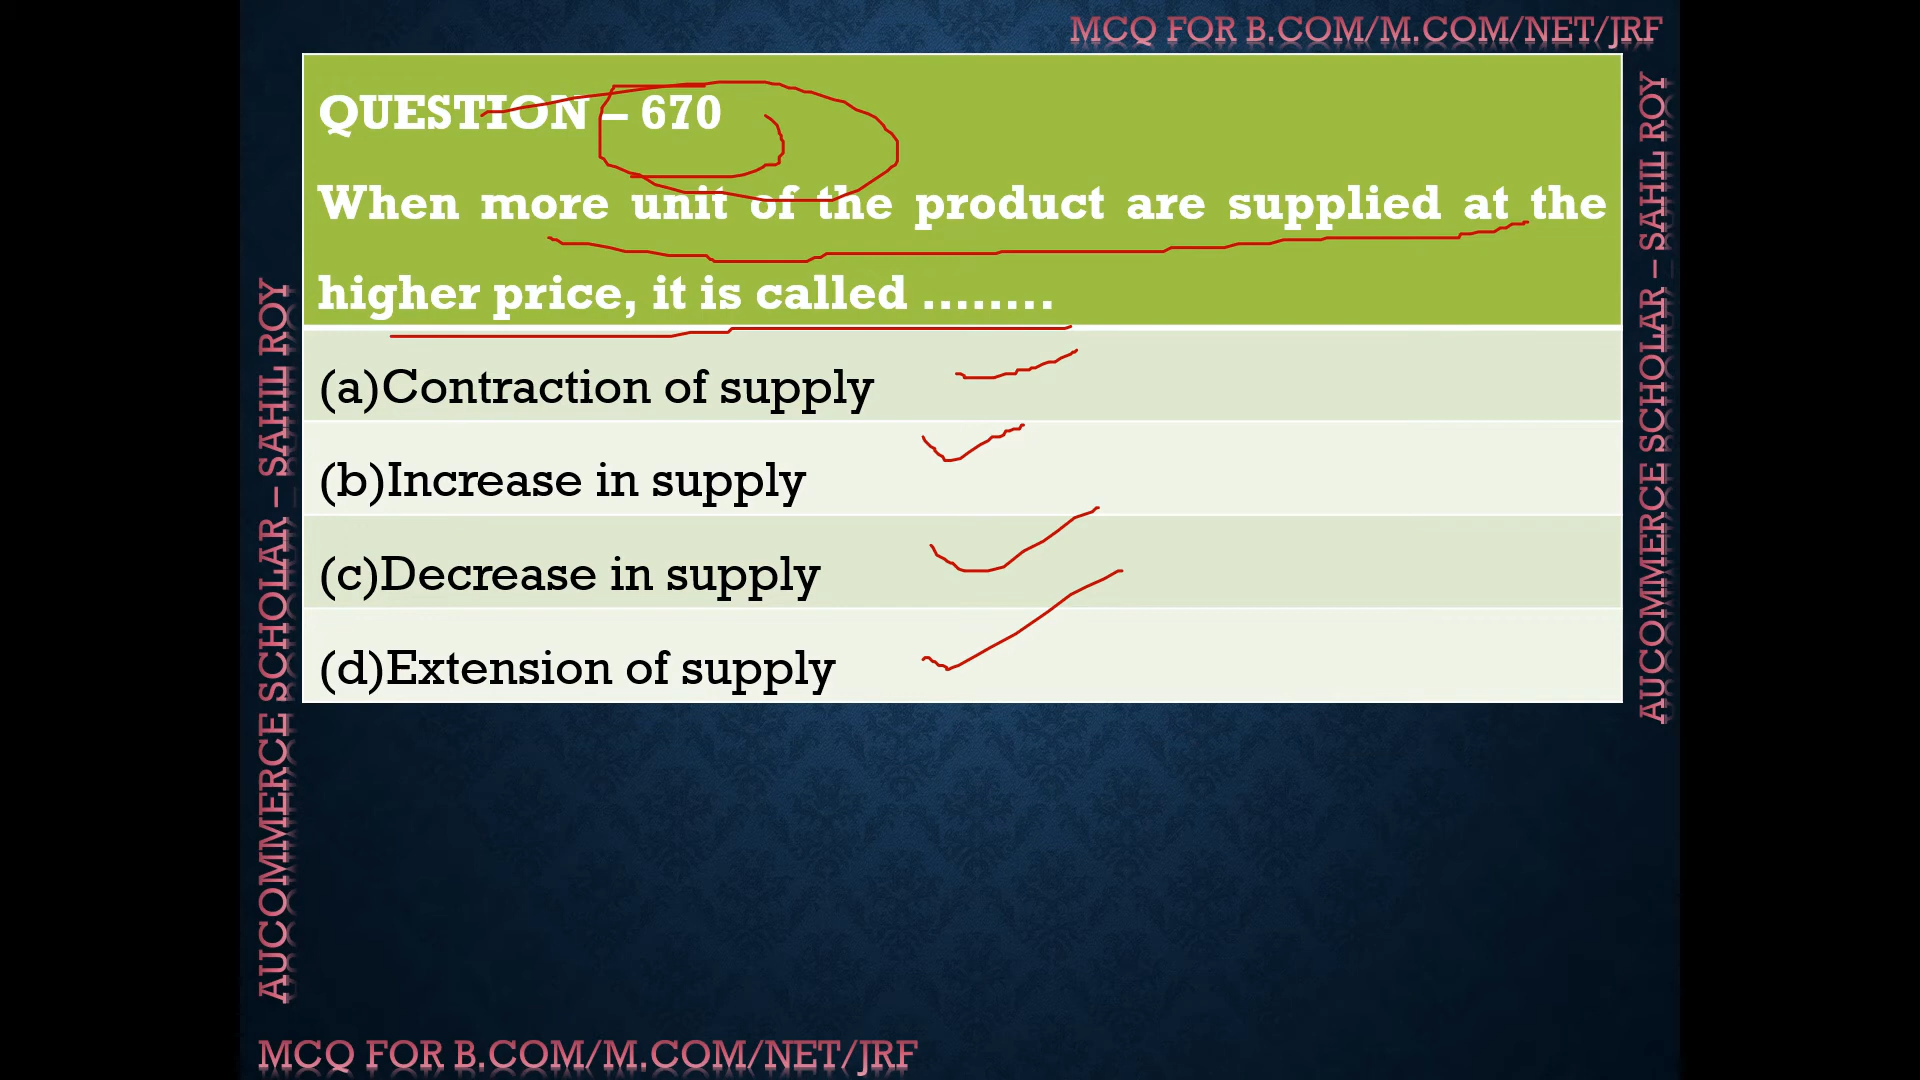 MCQ FOR B.COM/M.COM/NET/JRF
QUESTION – 670
When more unit of the product are supplied at the
higher price, it is called ........
(a)Contraction of supply
(b)Increase in supply
(c)Decrease in supply
(d)Extension of supply
AUCOMMERCE SCHOLAR – SAHIL ROY
AUCOMMERCE SCHOLAR – SAHIL ROY
MCQ FOR B.COM/M.COM/NET/JRF